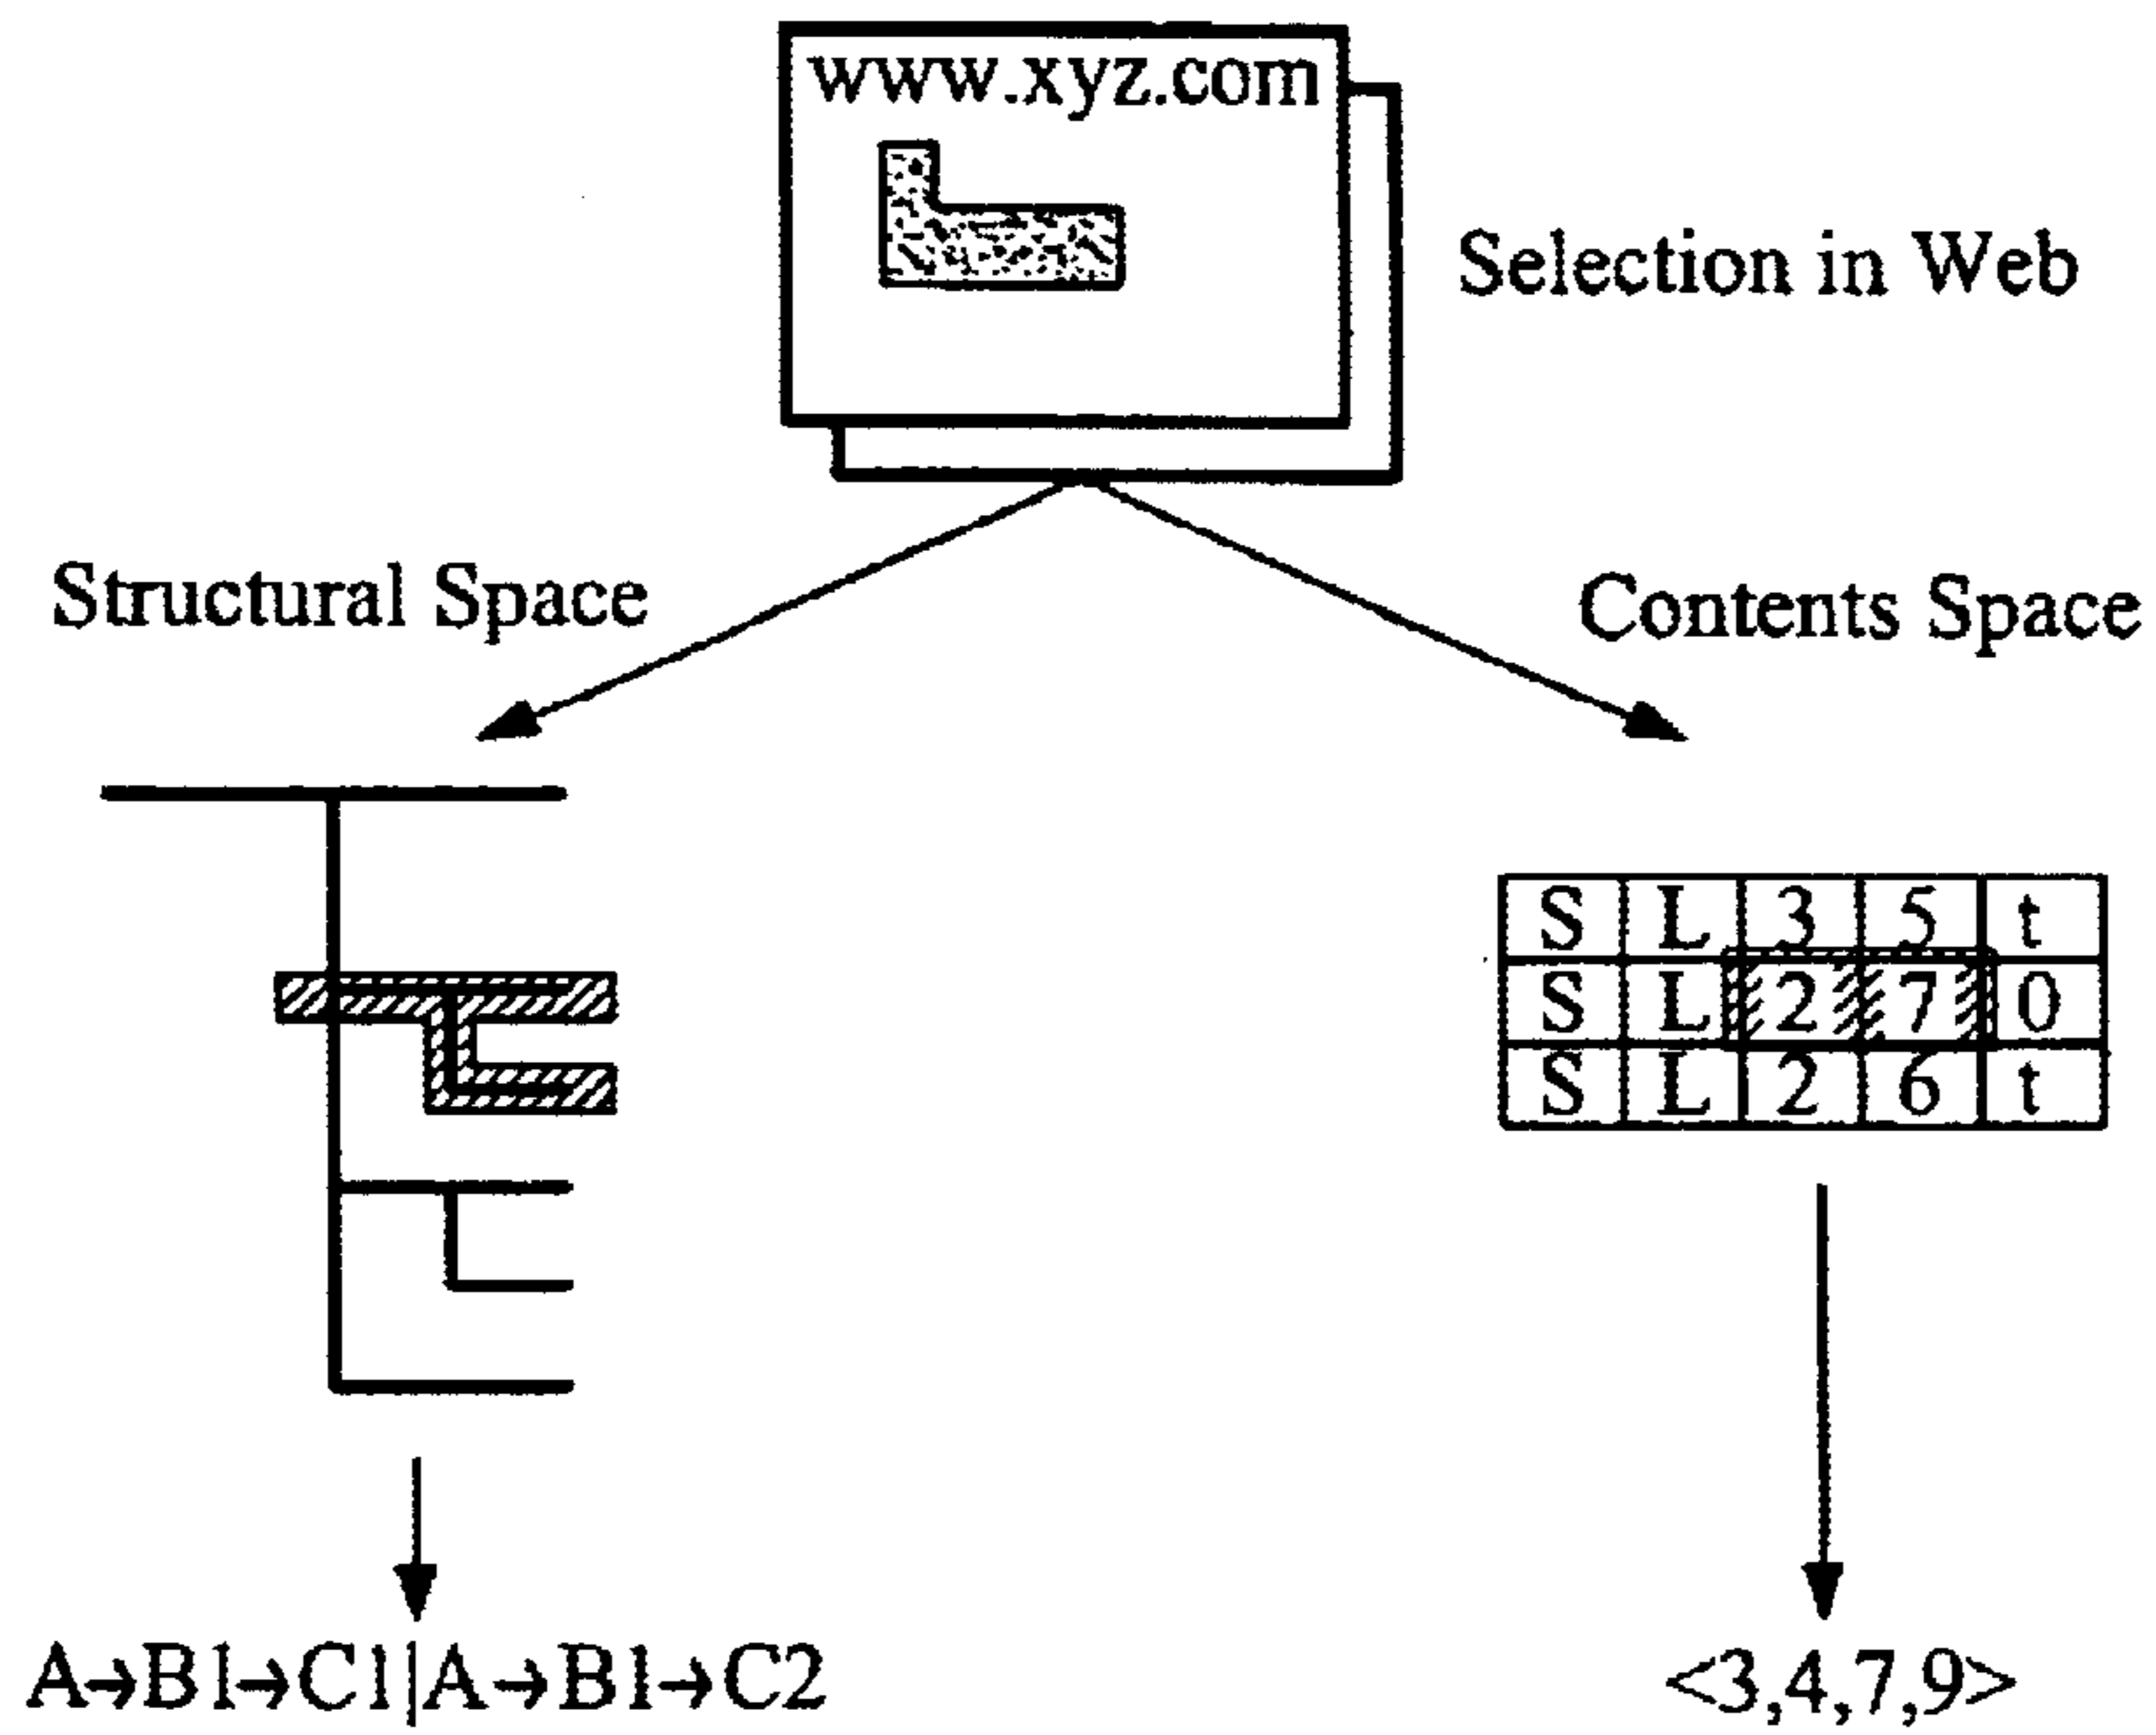 www.xyz.com
Selection in Web
Structural Space
Contents Space
S L 3 5 t
S L 2 7 0
S L 2 6 t
A→B1→C1|A→B1→C2
<3,4,7,9>